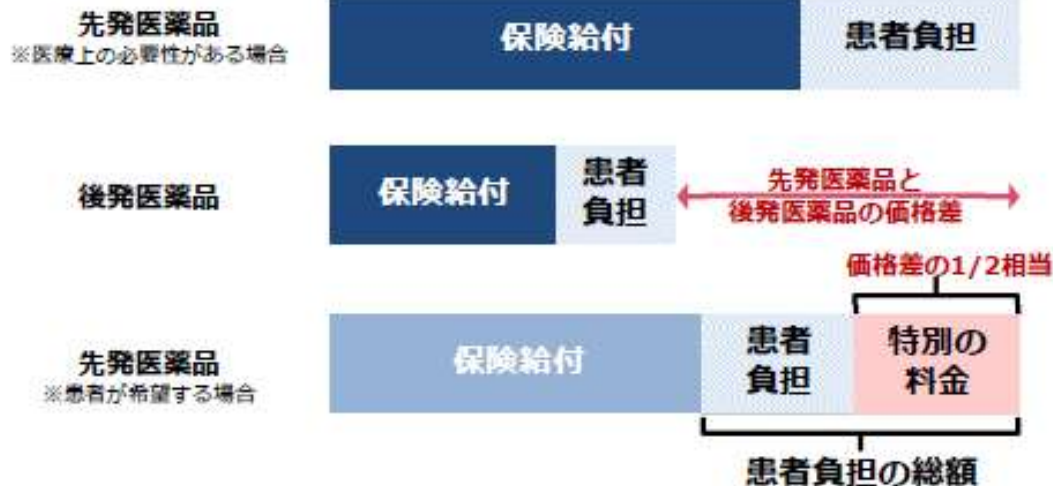 先発医薬品
※医療上の必要性がある場合
保険給付
患者負担
後発医薬品
保険給付
患者
負担
先発医薬品と
後発医薬品の価格差
価格差の1/2相当
先発医薬品
※患者が希望する場合
保険給付
患者
負担
特別の
料金
患者負担の総額